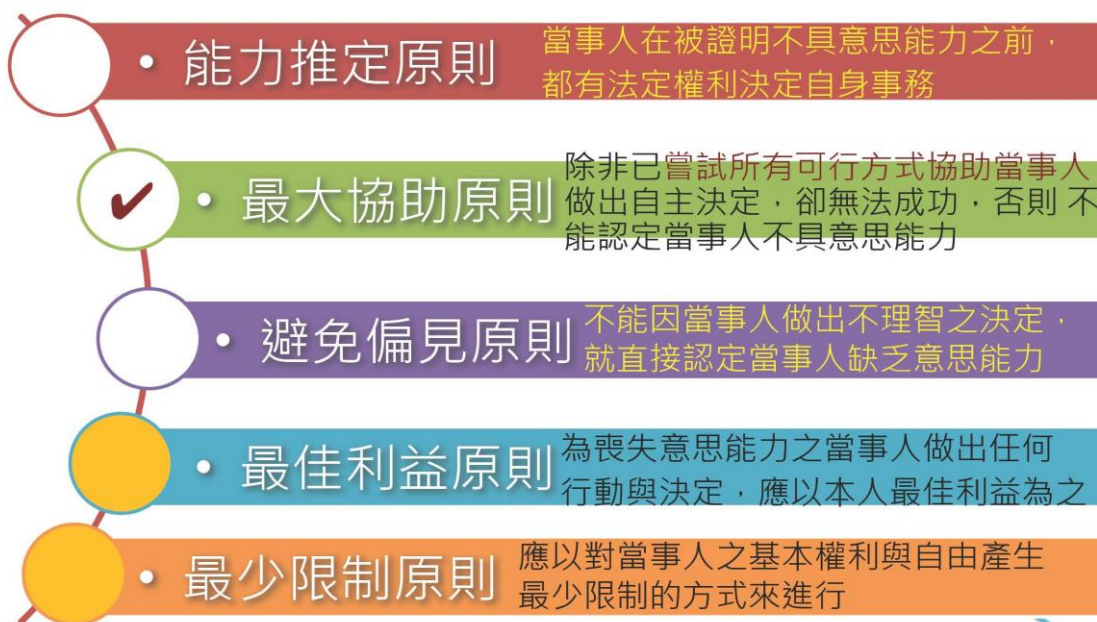 • 能力推定原則
當事人在被證明不具意思能力之前，
都有法定權利決定自身事務
• 最大協助原則
除非已嘗試所有可行方式協助當事人
做出自主決定，卻無法成功，否則 不
能認定當事人不具意思能力
• 避免偏見原則
不能因當事人做出不理智之決定，
就直接認定當事人缺乏意思能力
• 最佳利益原則
為喪失意思能力之當事人做出任何
行動與決定，應以本人最佳利益為之
• 最少限制原則
應以對當事人之基本權利與自由產生
最少限制的方式來進行